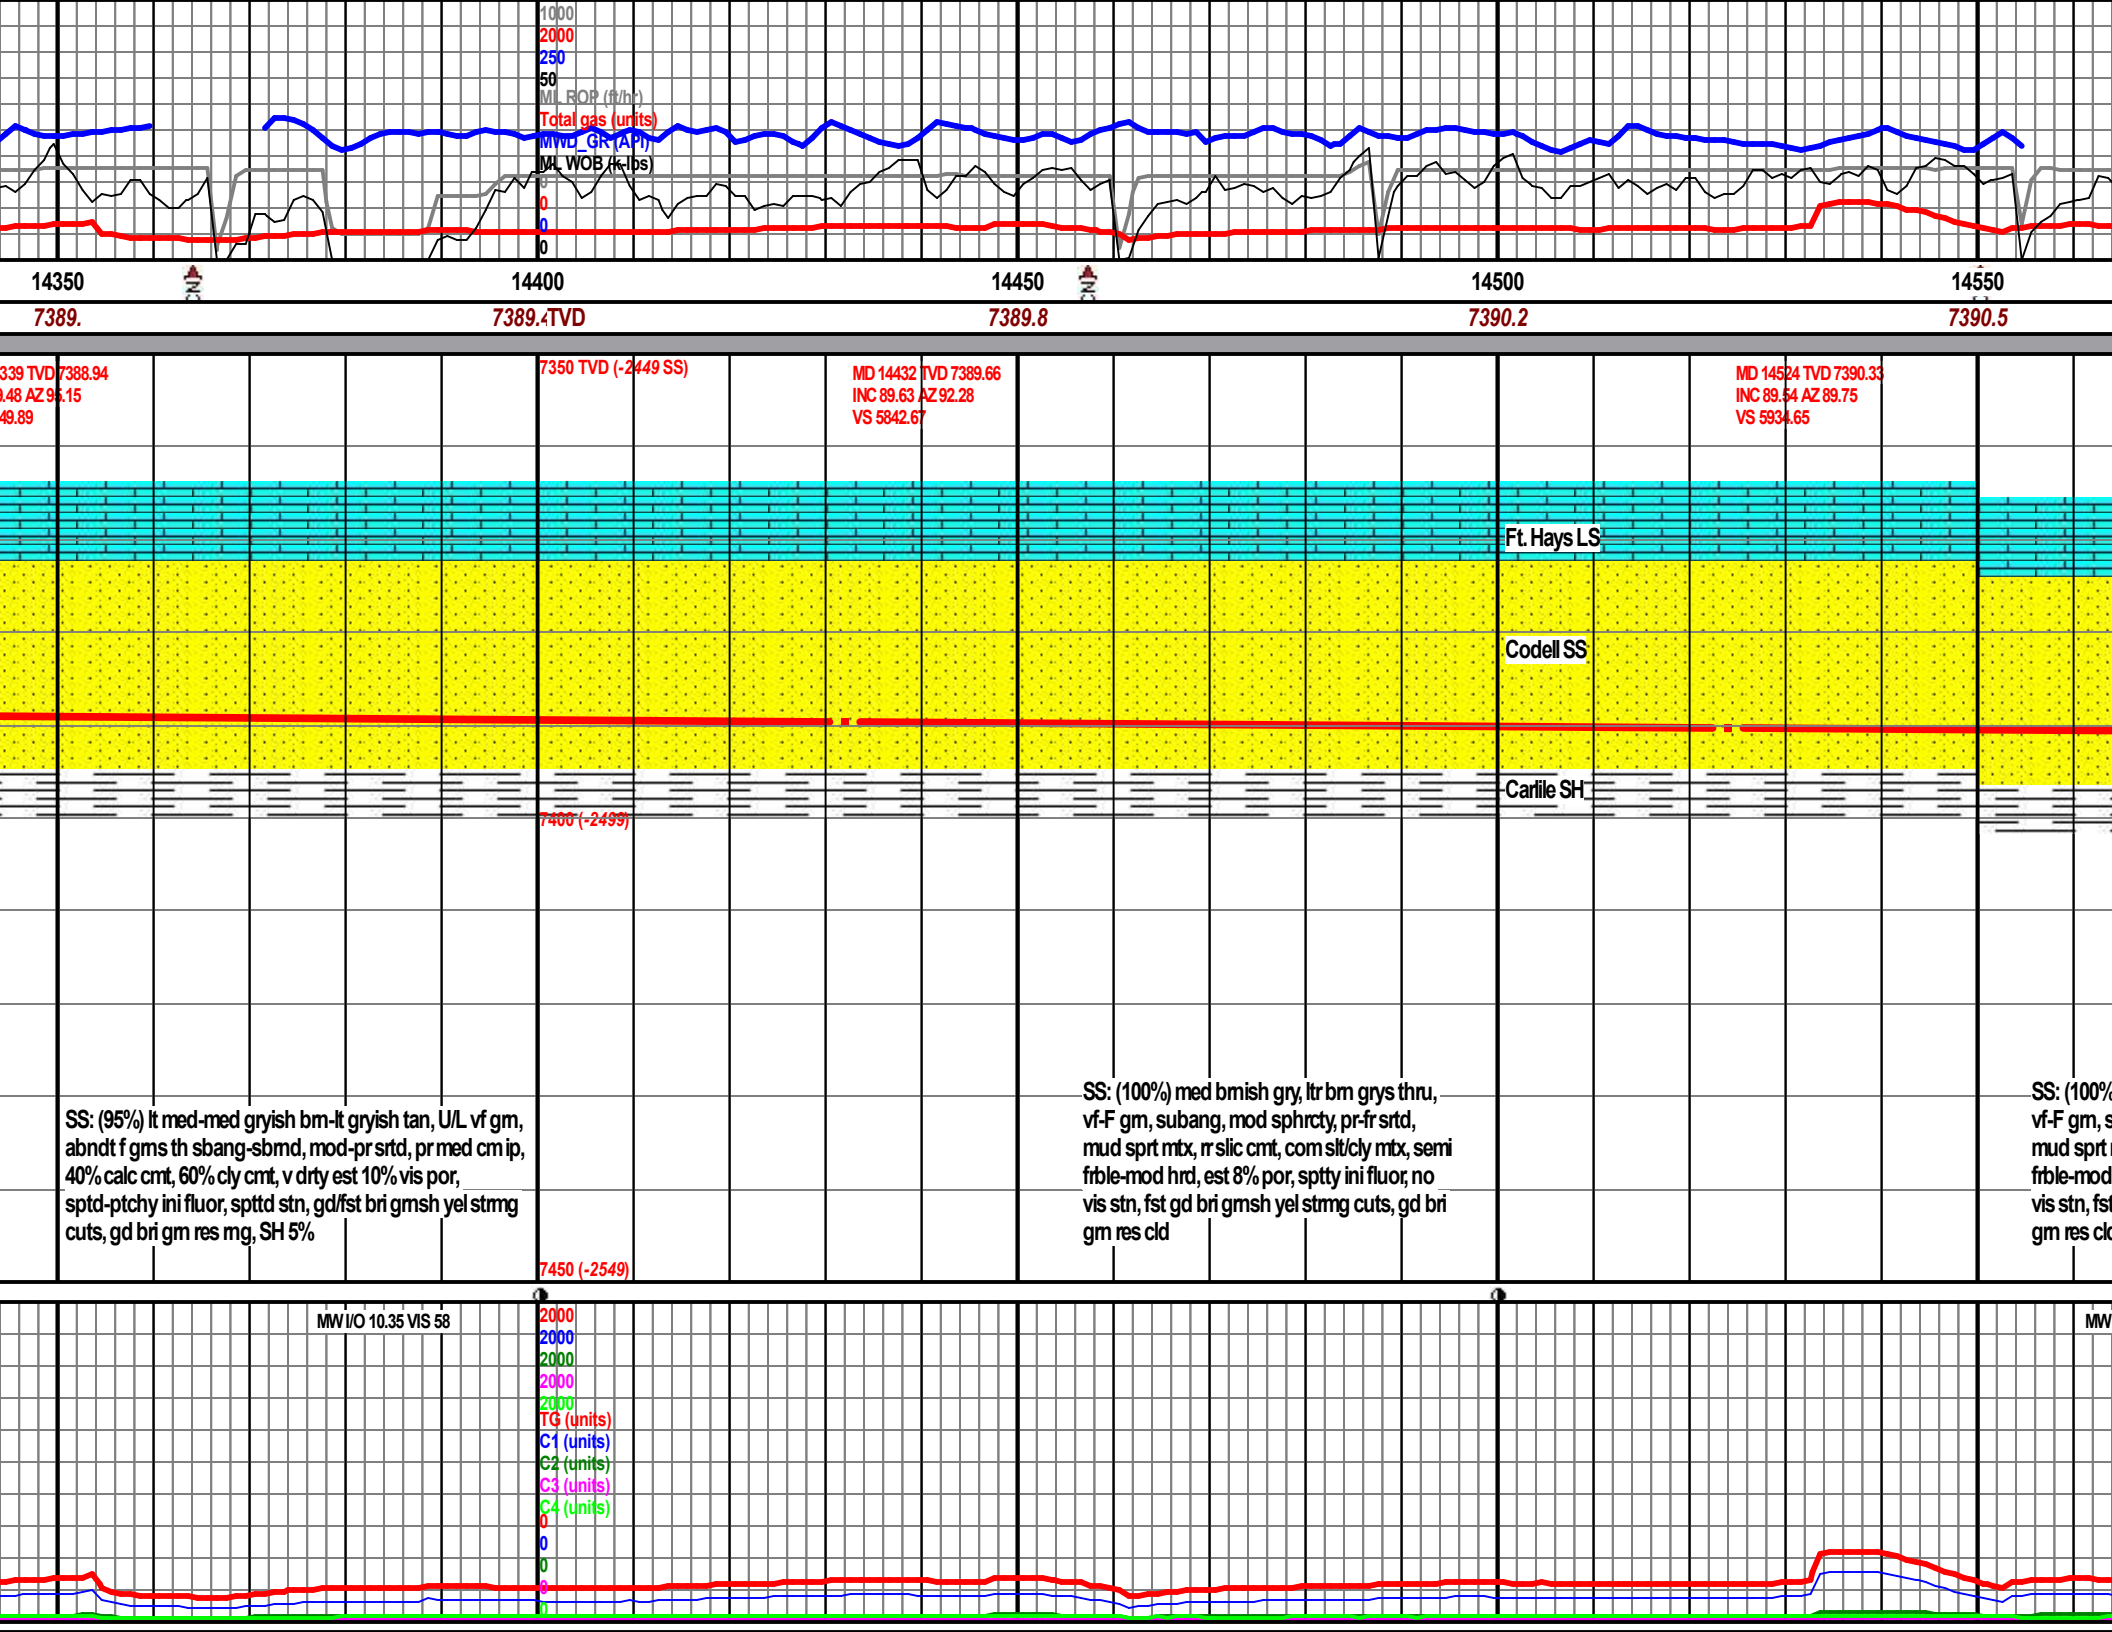 1000
2000
250
50
ML ROP (ft/hr)
Total gas (units)
MWD_GR (API)
ML WOB (k-lbs)
0
0
0
0
14350
14400
14450
14500
14550
7389.
7389.4
TVD
7389.8
7390.2
7390.5
339 TVD 7388.94
9.48 AZ 95.15
49.89
7350 TVD (-2449 SS)
MD 14432 TVD 7389.66
INC 89.63 AZ 92.28
VS 5842.67
MD 14524 TVD 7390.33
INC 89.54 AZ 89.75
VS 5934.65
Ft. Hays LS
Codell SS
Carlile SH
7400 (-2499)
SS: (95%) lt med-med gryish brn-lt gryish tan, U/L vf grn,
abndt f grns th sbang-sbrnd, mod-pr srtd, pr med cm ip,
40% calc cmt, 60% cly cmt, v drty est 10% vis por,
sptd-ptchy ini fluor, spttd stn, gd/fst bri grnsh yel strmg
cuts, gd bri grn res rng, SH 5%
SS: (100%) med brnish gry, ltr brn grys thru,
vf-F grn, subang, mod sphrcty, pr-fr srtd,
mud sprt mtx, rr slic cmt, com slt/cly mtx, semi
frble-mod hrd, est 8% por, sptty ini fluor, no
vis stn, fst gd bri grnsh yel strmg cuts, gd bri
grn res cld
SS: (100%
vf-F grn, s
mud sprt
frble-mod
vis stn, fst
grn res cld
7450 (-2549)
MW I/O 10.35 VIS 58
MW
2000
2000
2000
2000
2000
TG (units)
C1 (units)
C2 (units)
C3 (units)
C4 (units)
0
0
0
0
0